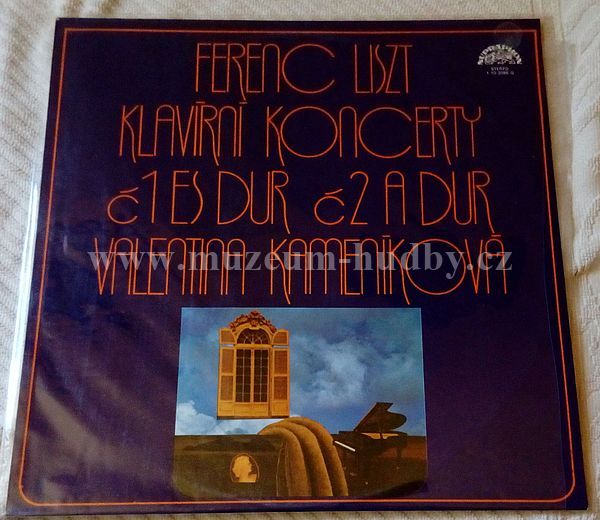 FERENC LISZT
SUPRAPHON
STEREO
KLAVÍRNÍ KONCERTY
č1 ES DUR č2 A DUR
VALENTINA KAMENÍKOVÁ
www.muzeum-hudby.cz